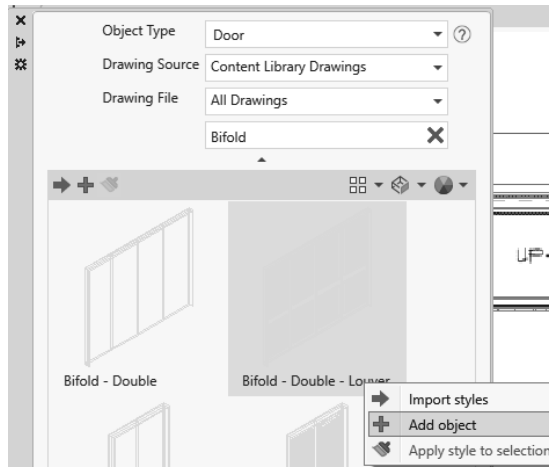 Object Type Door
Drawing Source Content Library Drawings
Drawing File All Drawings
Bifold
UP
Bifold - Double Bifold - Double - Louver
Import styles
Add object
Apply style to selection